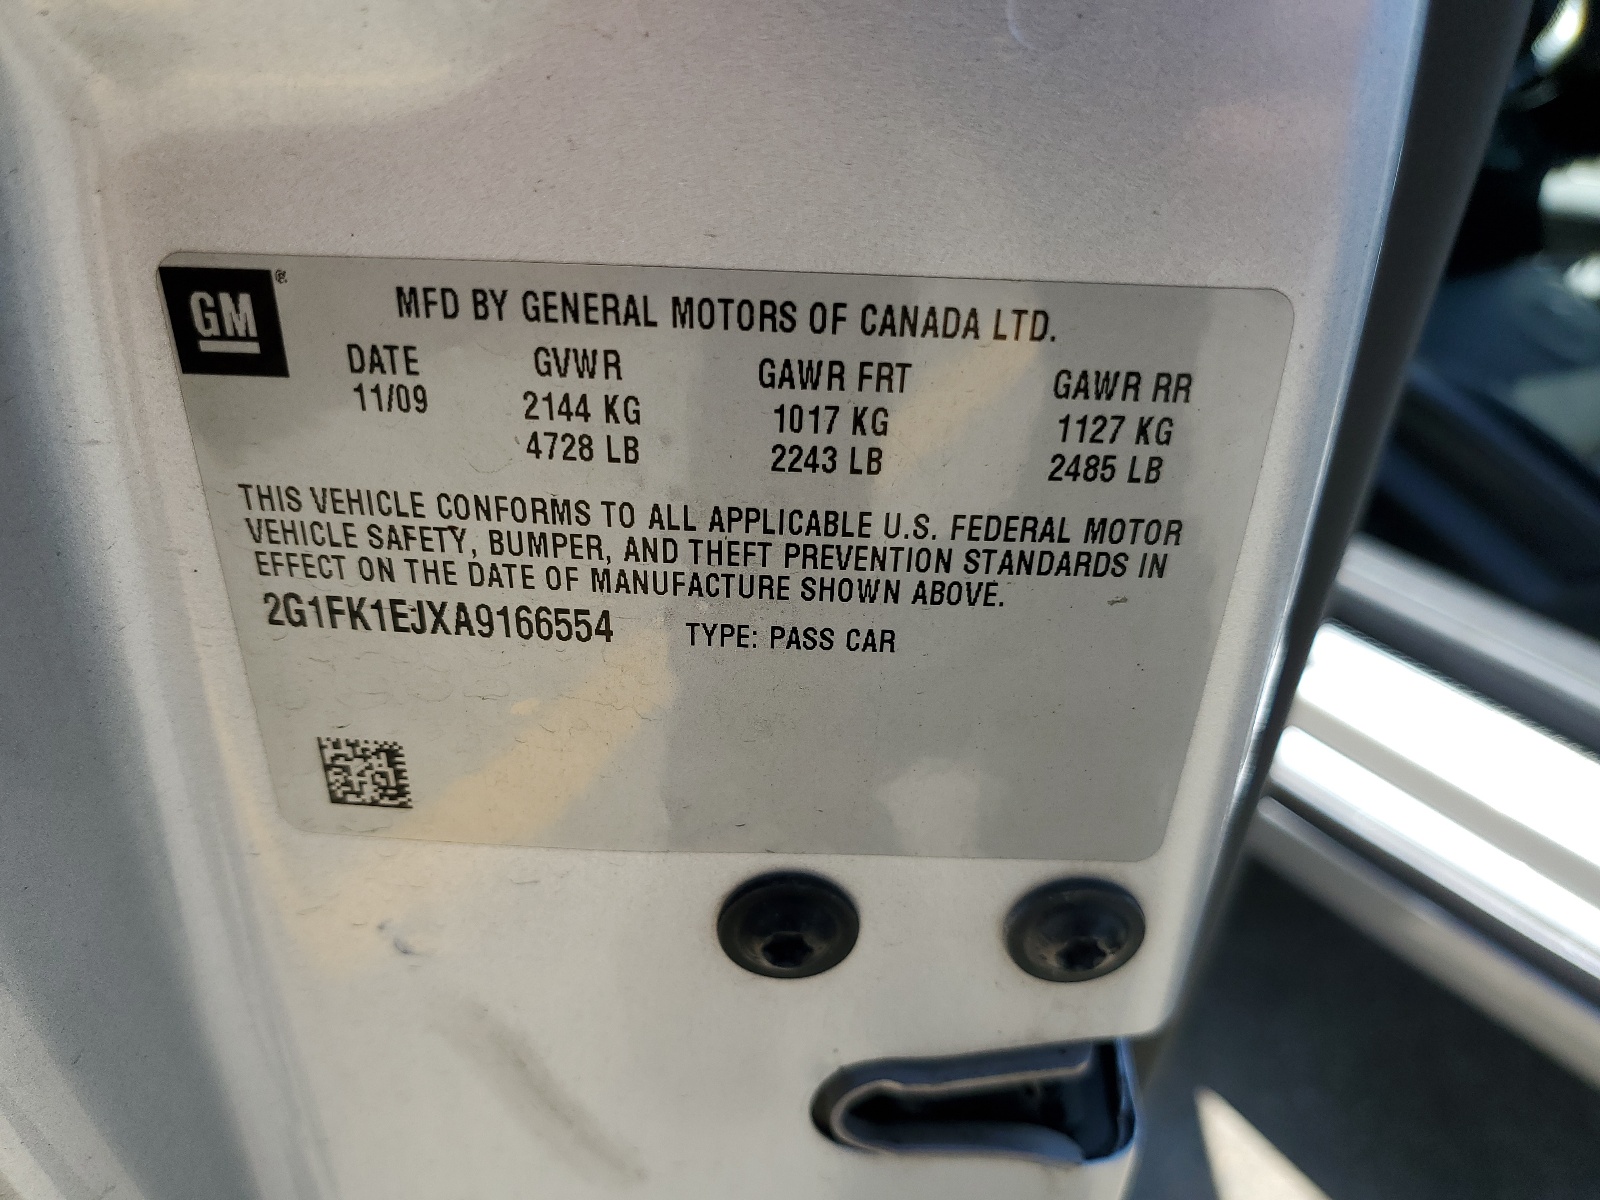 GM ®
MFD BY GENERAL MOTORS OF CANADA LTD.
DATE GVWR GAWR FRT GAWR RR
11/09 2144 KG 1017 KG 1127 KG
4728 LB 2243 LB 2485 LB
THIS VEHICLE CONFORMS TO ALL APPLICABLE U.S. FEDERAL MOTOR
VEHICLE SAFETY, BUMPER, AND THEFT PREVENTION STANDARDS IN
EFFECT ON THE DATE OF MANUFACTURE SHOWN ABOVE.
2G1FK1EJXA9166554 TYPE: PASS CAR